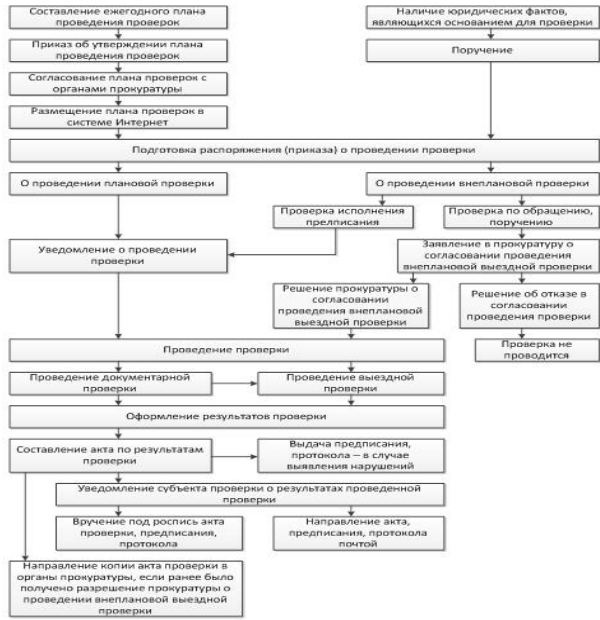 Составление ежегодного плана
проведения проверок
Наличие юридических фактов,
являющихся основанием для проверки
Приказ об утверждении плана
проведения проверок
Поручение
Согласование плана проверок с
органами прокуратуры
Размещение плана проверок в
системе Интернет
Подготовка распоряжения (приказа) о проведении проверки
О проведении плановой проверки
О проведении внеплановой проверки
Проверка исполнения
предписания
Проверка по обращению,
поручению
Уведомление о проведении
проверки
Заявление в прокуратуру о
согласовании проведения
внеплановой выездной проверки
Решение прокуратуры о
согласовании
проведения внеплановой
выездной проверки
Решение об отказе в
согласовании
проведения проверки
Проведение проверки
Проверка не
проводится
Проведение документарной
проверки
Проведение выездной
проверки
Оформление результатов проверки
Составление акта по результатам
проверки
Выдача предписания,
протокола – в случае
выявления нарушений
Уведомление субъекта проверки о результатах проведенной
проверки
Вручение под роспись акта
проверки, предписания,
протокола
Направление акта,
предписания, протокола
почтой
Направление копии акта проверки в
органы прокуратуры, если ранее было
получено разрешение прокуратуры о
проведении внеплановой выездной
проверки